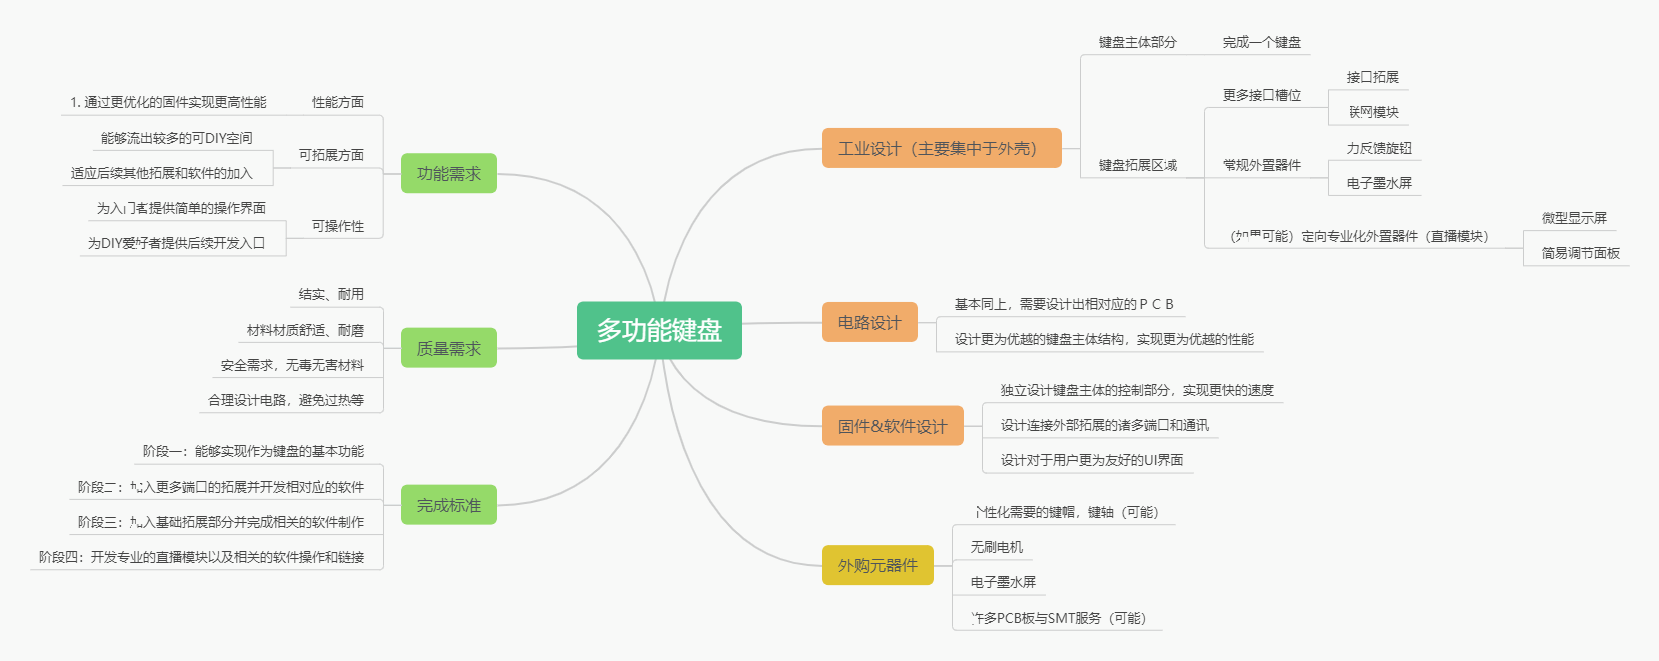 多功能键盘
功能需求
性能方面
1. 通过更优化的固件实现更高性能
可拓展方面
能够流出较多的可DIY空间
适应后续其他拓展和软件的加入
可操作性
为入门者提供简单的操作界面
为DIY爱好者提供后续开发入口
质量需求
结实、耐用
材料材质舒适、耐磨
安全需求，无毒无害材料
合理设计电路，避免过热等
完成标准
阶段一：能够实现作为键盘的基本功能
阶段二：加入更多端口的拓展并开发相对应的软件
阶段三：加入基础拓展部分并完成相关的软件制作
阶段四：开发专业的直播模块以及相关的软件操作和链接
工业设计（主要集中于外壳）
键盘主体部分
完成一个键盘
键盘拓展区域
更多接口槽位
接口拓展
联网模块
常规外置器件
力反馈旋钮
电子墨水屏
（如果可能）定向专业化外置器件（直播模块）
微型显示屏
简易调节面板
电路设计
基本同上，需要设计出相对应的ＰＣＢ
设计更为优越的键盘主体结构，实现更为优越的性能
固件&软件设计
独立设计键盘主体的控制部分，实现更快的速度
设计连接外部拓展的诸多端口和通讯
设计对于用户更为友好的UI界面
外购元器件
个性化需要的键帽，键轴（可能）
无刷电机
电子墨水屏
许多PCB板与SMT服务（可能）